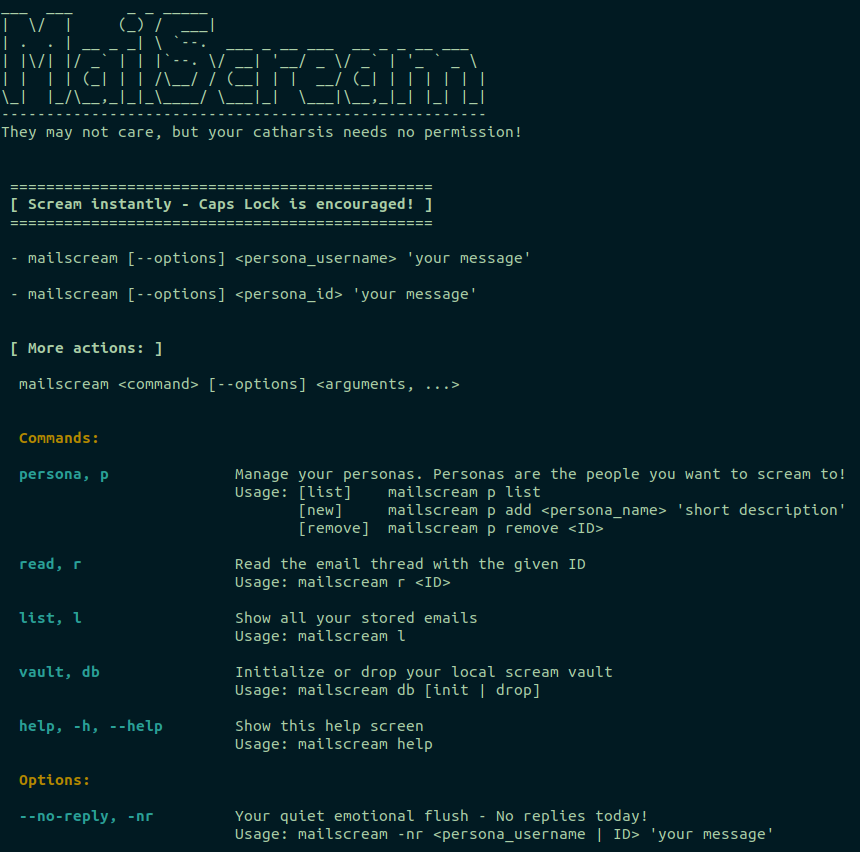 MailScream
They may not care, but your catharsis needs no permission!
[ Scream instantly - Caps Lock is encouraged! ]
- mailscream [--options] <persona_username> 'your message'
- mailscream [--options] <persona_id> 'your message'
[ More actions: ]
mailscream <command> [--options] <arguments, ...>
Commands:
persona, p Manage your personas. Personas are the people you want to scream to!
Usage: [list] mailscream p list
[new] mailscream p add <persona_name> 'short description'
[remove] mailscream p remove <ID>
read, r Read the email thread with the given ID
Usage: mailscream r <ID>
list, l Show all your stored emails
Usage: mailscream l
vault, db Initialize or drop your local scream vault
Usage: mailscream db [init | drop]
help, -h, --help Show this help screen
Usage: mailscream help
Options:
--no-reply, -nr Your quiet emotional flush - No replies today!
Usage: mailscream -nr <persona_username | ID> 'your message'